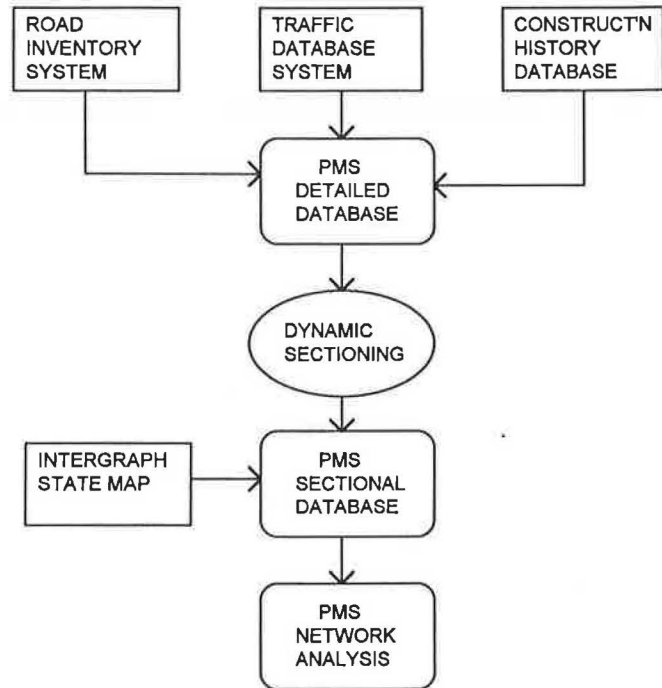 ROAD
INVENTORY
SYSTEM
TRAFFIC
DATABASE
SYSTEM
CONSTRUCT'N
HISTORY
DATABASE
PMS
DETAILED
DATABASE
DYNAMIC
SECTIONING
INTERGRAPH
STATE MAP
PMS
SECTIONAL
DATABASE
PMS
NETWORK
ANALYSIS